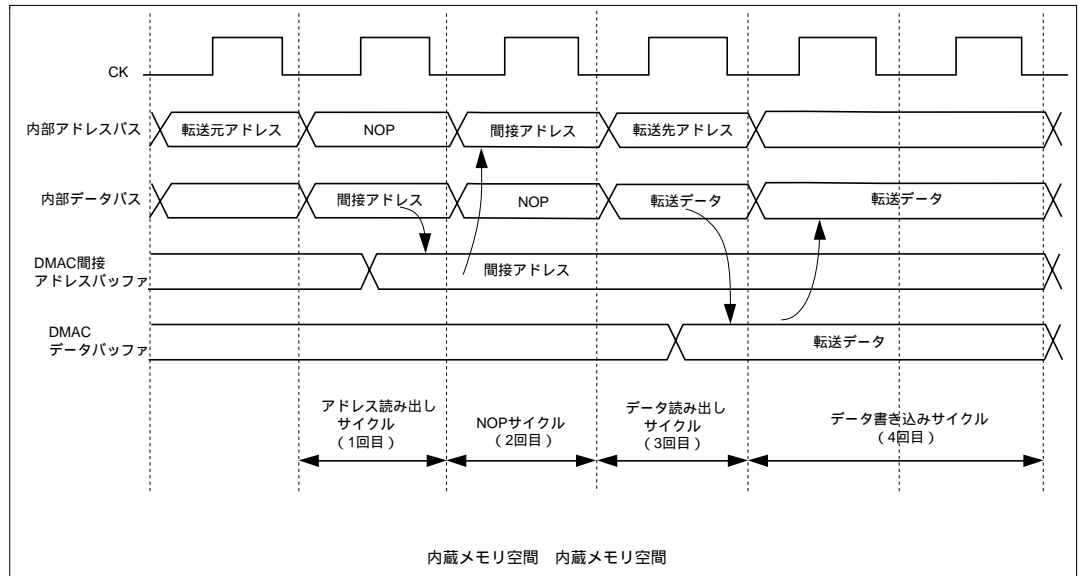 CK
内部アドレスバス
転送元アドレス
NOP
間接アドレス
転送先アドレス
内部データバス
間接アドレス
NOP
転送データ
転送データ
DMAC間接
アドレスバッファ
間接アドレス
DMAC
データバッファ
転送データ
アドレス読み出し
サイクル
(1回目)
NOPサイクル
(2回目)
データ読み出し
サイクル
(3回目)
データ書き込みサイクル
(4回目)
内蔵メモリ空間　内蔵メモリ空間